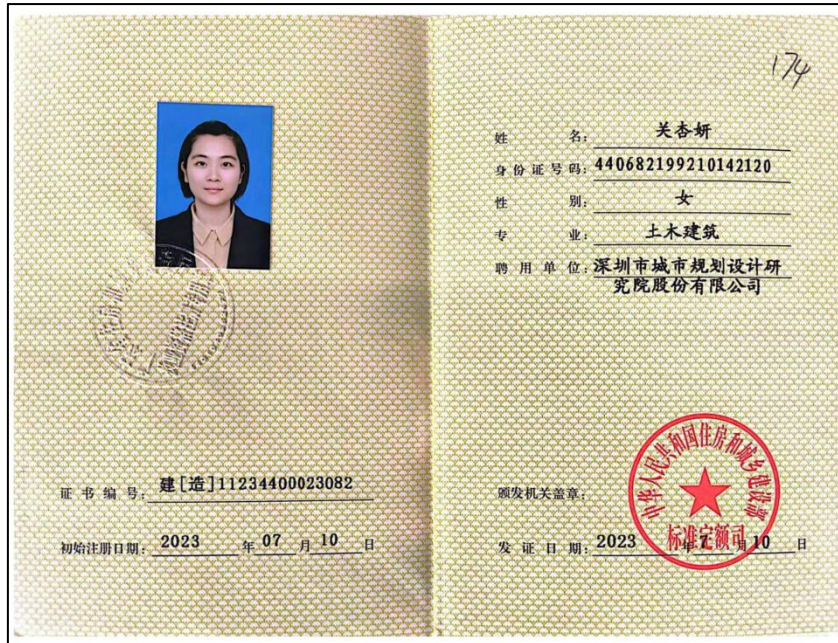 174
姓名: 关杏妍
身份证号码: 440682199210142120
性别: 女
专业: 土木建筑
聘用单位: 深圳市城市规划设计研
究院股份有限公司
证书编号: 建[造]11234400023082
初始注册日期: 2023 年 07 月 10 日
颁发机关盖章:
中华人民共和国住房和城乡建设部
标准定额司
发证日期: 2023 年 7 月 10 日